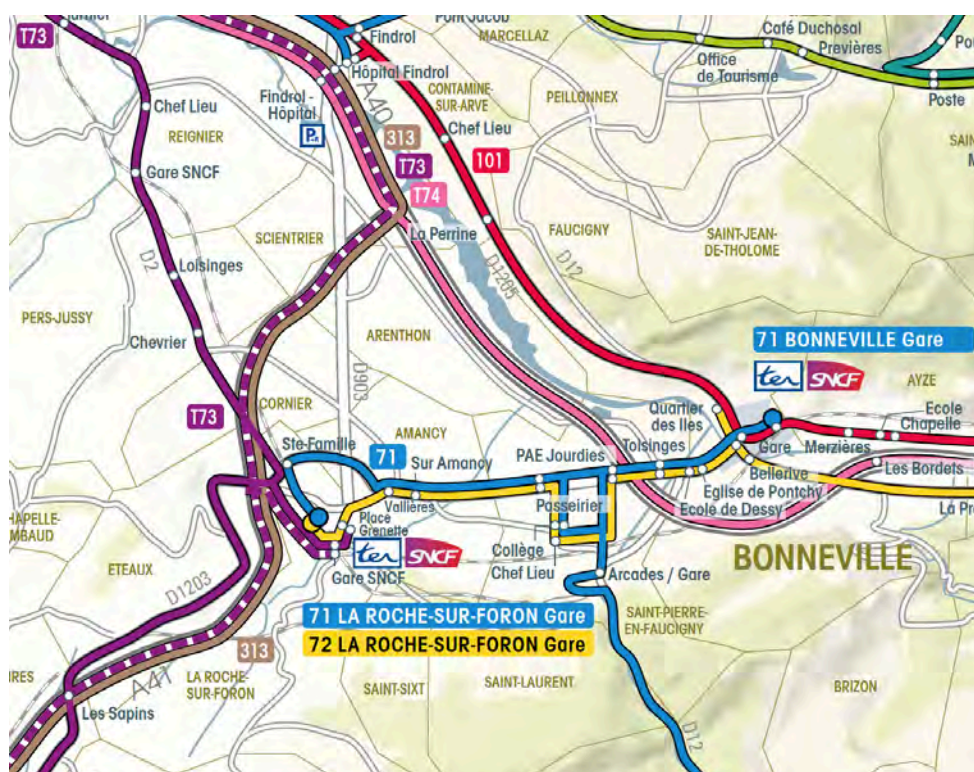 T73
Findrol
MARCELLAZ
Café Duchosal
Previères
Office
de Tourisme
Poste
Hôpital Findrol
Findrol -
Hôpital
A40
CONTAMINE-
SUR-ARVE
PEILLONNEX
Chef Lieu
REIGNIER
313
T73
T74
101
Chef Lieu
Gare SNCF
D2
SCIENTRIER
La Perrine
FAUCIGNY
D12
SAINT-JEAN-
DE-THOLOME
D1205
Loisinges
PERS-JUSSY
Chevrier
ARENTHON
D903
71 BONNEVILLE Gare
ter SNCF
AYZE
T73
CORNIER
AMANCY
Quartier
des Iles
Ecole
Chapelle
Ste-Famille
71
Sur Amancy
PAE Jourdies
Toisinges
Gare
Merzières
Bellerive
Les Bordets
Vallières
Passeirier
Eglise de Pontchy
Ecole de Dessy
Place
Grenette
ter SNCF
Gare SNCF
Collège
Chef Lieu
BONNEVILLE
ETEAUX
D1203
Arcades / Gare
71 LA ROCHE-SUR-FORON Gare
72 LA ROCHE-SUR-FORON Gare
SAINT-PIERRE-
EN-FAUCIGNY
313
A41
LA ROCHE-
SUR-FORON
SAINT-SIXT
SAINT-LAURENT
BRIZON
Les Sapins
D12